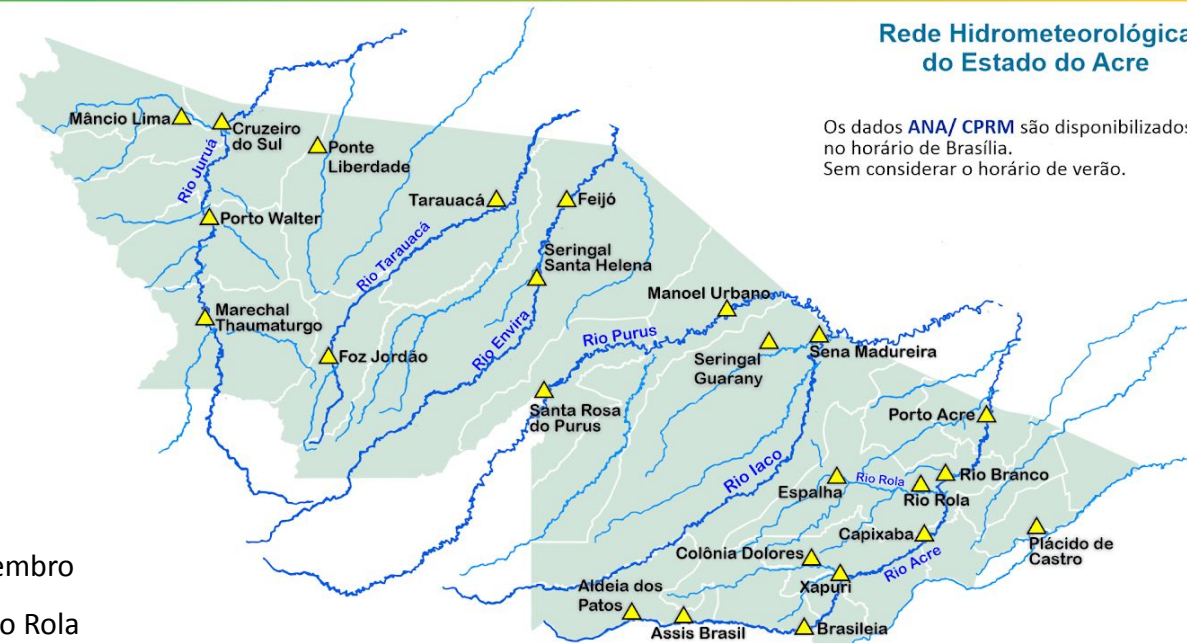 Rede Hidrometeorológica
do Estado do Acre
Os dados ANA/ CPRM são disponibilizados
no horário de Brasília.
Sem considerar o horário de verão.
Mâncio Lima
Cruzeiro
do Sul
Ponte
Liberdade
Rio Juruá
Tarauacá
Feijó
Porto Walter
Rio Tarauacá
Seringal
Santa Helena
Manoel Urbano
Marechal
Thaumaturgo
Rio Envira
Rio Purus
Foz Jordão
Seringal
Guarany
Sena Madureira
Santa Rosa
do Purus
Porto Acre
Rio Iaco
Espalha
Rio Rola
Rio Rola
Rio Branco
Capixaba
Plácido de
Castro
Colônia Dolores
Rio Acre
Xapuri
Aldeia dos
Patos
Assis Brasil
Brasileia
embro
o Rola